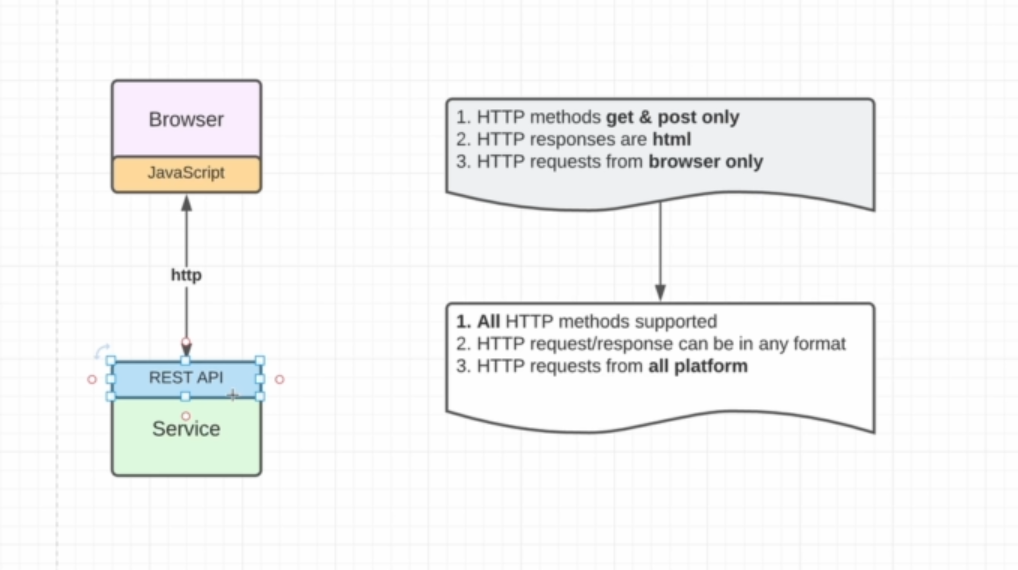 Browser
JavaScript
http
REST API
Service
1. HTTP methods get & post only
2. HTTP responses are html
3. HTTP requests from browser only
1. All HTTP methods supported
2. HTTP request/response can be in any format
3. HTTP requests from all platform